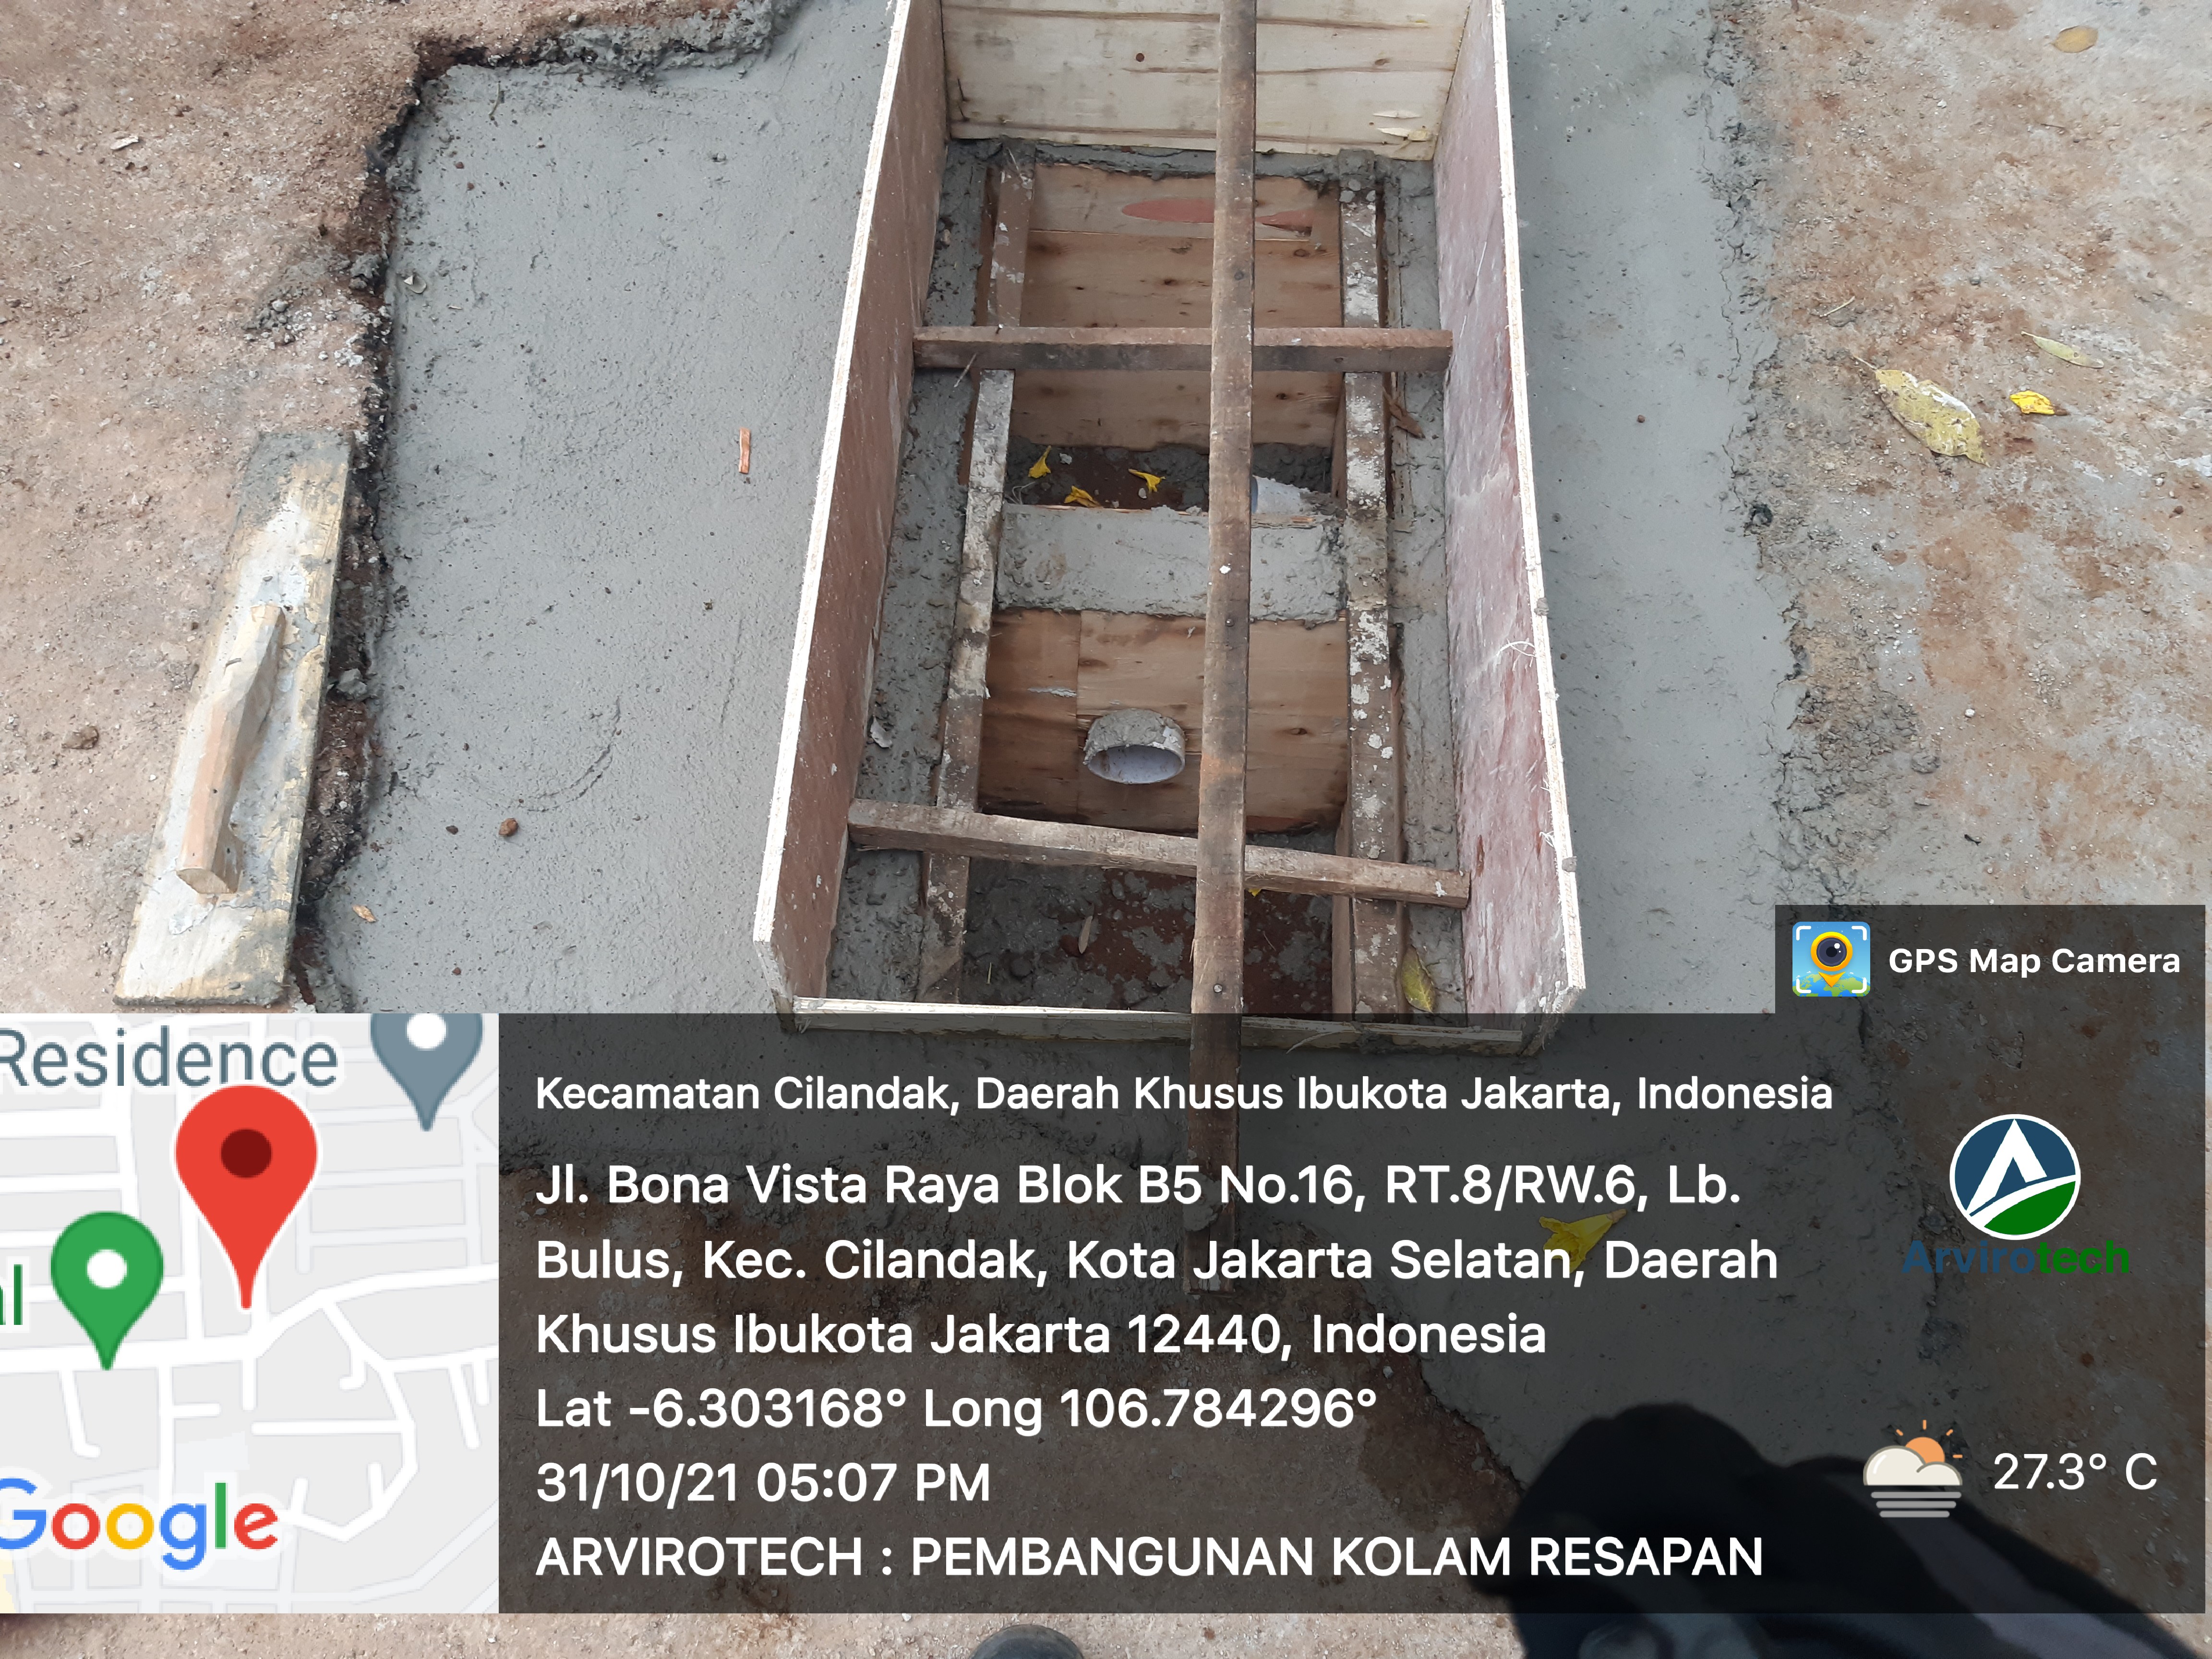 GPS Map Camera
Residence
al
Google
Kecamatan Cilandak, Daerah Khusus Ibukota Jakarta, Indonesia
Jl. Bona Vista Raya Blok B5 No.16, RT.8/RW.6, Lb.
Bulus, Kec. Cilandak, Kota Jakarta Selatan, Daerah
Khusus Ibukota Jakarta 12440, Indonesia
Lat -6.303168° Long 106.784296°
31/10/21 05:07 PM
ARVIROTECH : PEMBANGUNAN KOLAM RESAPAN
Arvirotech
27.3° C